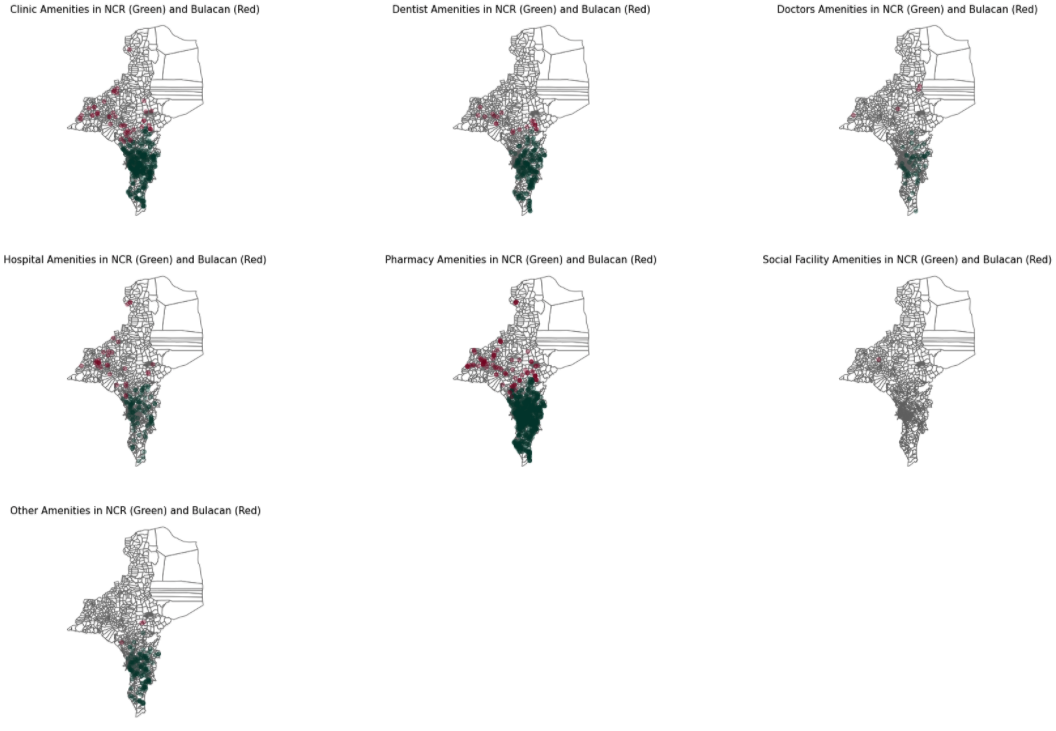 Clinic Amenities in NCR (Green) and Bulacan (Red)
Dentist Amenities in NCR (Green) and Bulacan (Red)
Doctors Amenities in NCR (Green) and Bulacan (Red)
Hospital Amenities in NCR (Green) and Bulacan (Red)
Pharmacy Amenities in NCR (Green) and Bulacan (Red)
Social Facility Amenities in NCR (Green) and Bulacan (Red)
Other Amenities in NCR (Green) and Bulacan (Red)